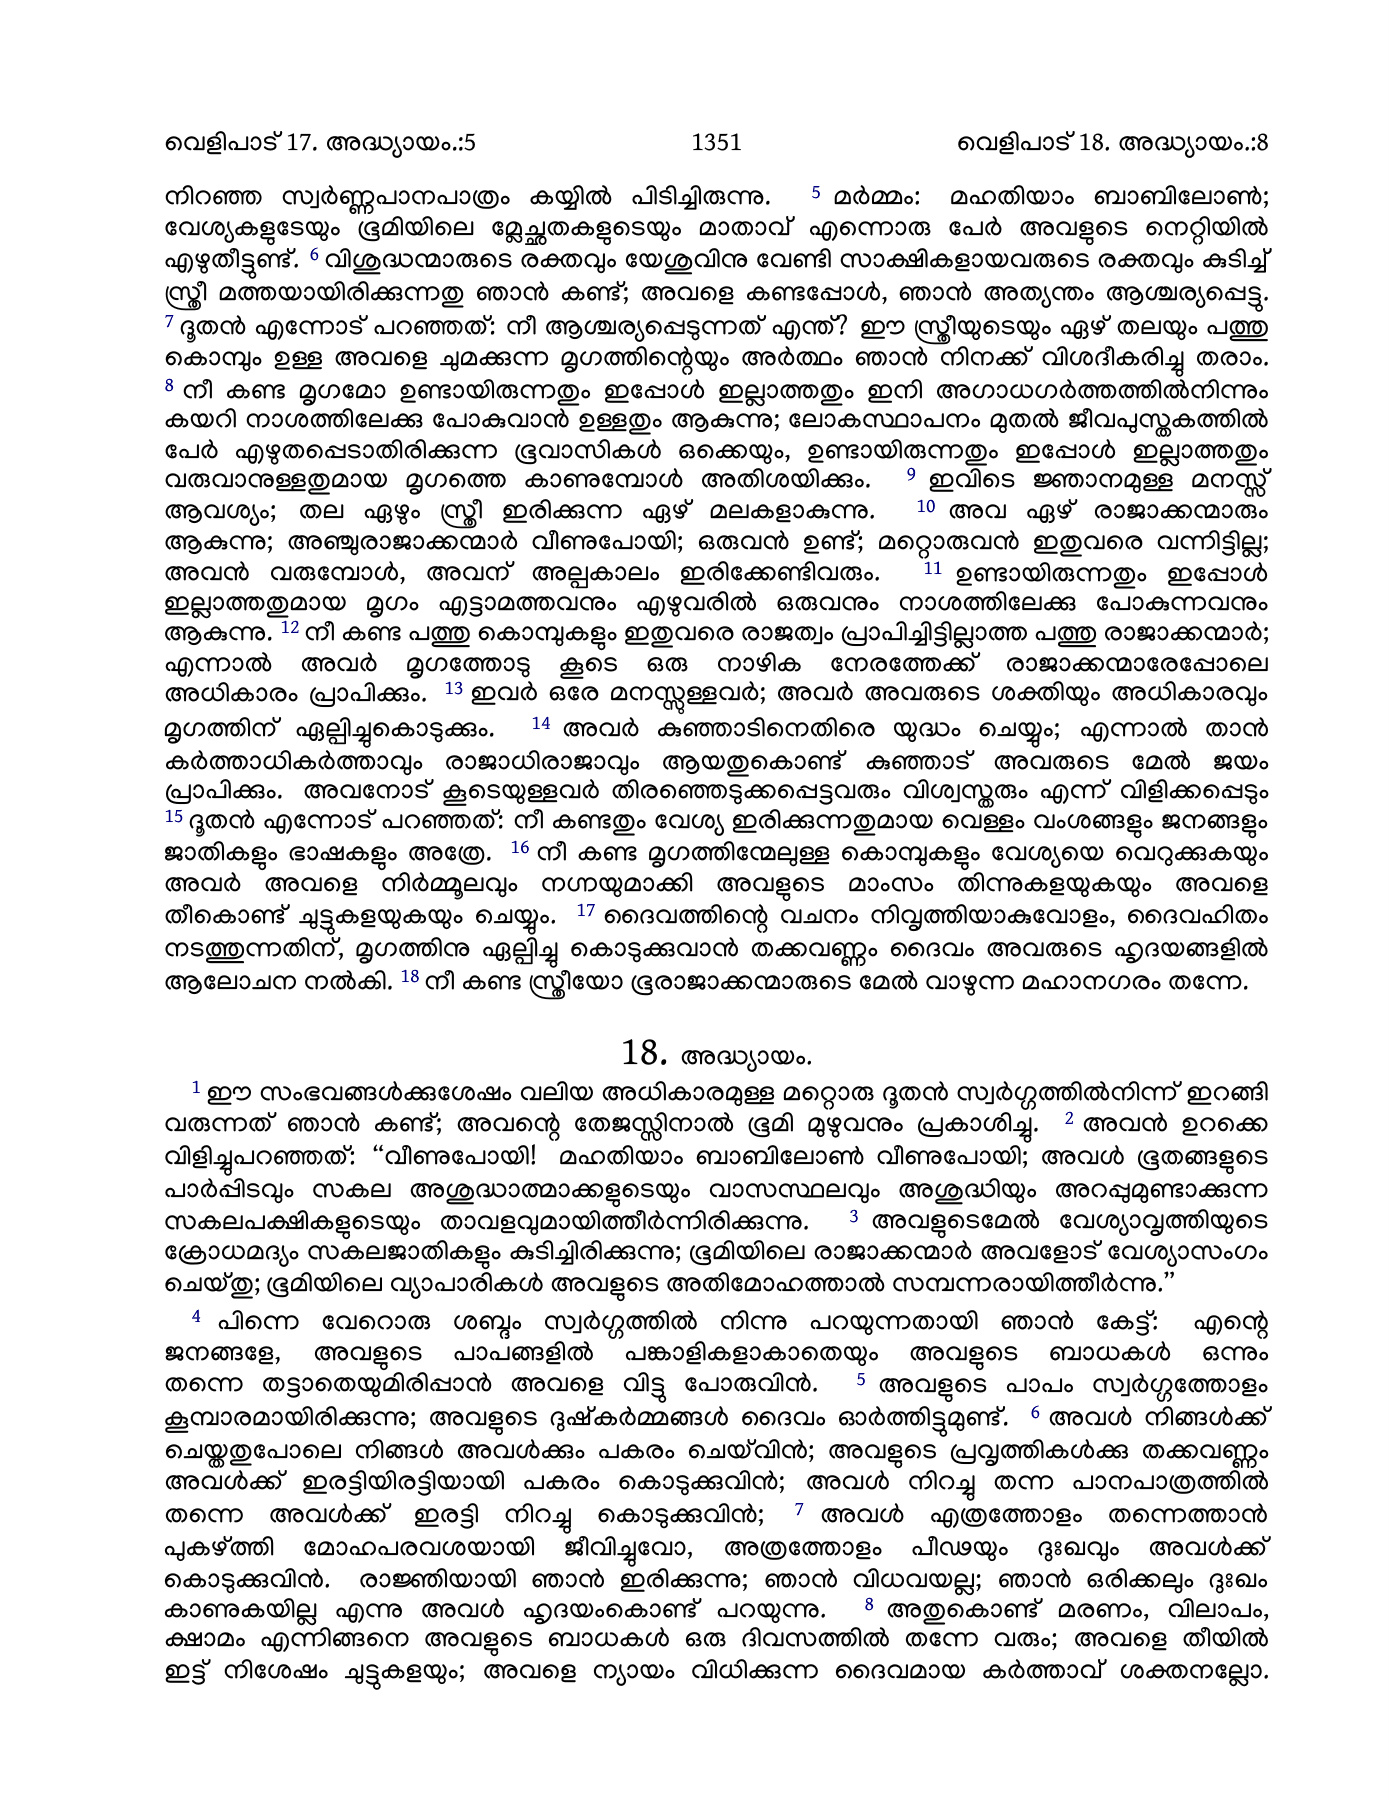 വെളിപാട് 17. അദ്ധ്യായം.:5 1351 വെളിപാട് 18. അദ്ധ്യായം.:8
നിറഞ്ഞ സ്വർണ്ണപാനപാത്രം കയ്യിൽ പിടിച്ചിരുന്നു. 5 മർമ്മം: മഹതിയാം ബാബിലോൺ;
വേശ്യകളുടേയും ഭൂമിയിലെ മ്ലേച്ഛതകളുടെയും മാതാവ് എന്നൊരു പേർ അവളുടെ നെറ്റിയിൽ
എഴുതീട്ടുണ്ട്. 6 വിശുദ്ധന്മാരുടെ രക്തവും യേശുവിനു വേണ്ടി സാക്ഷികളായവരുടെ രക്തവും കുടിച്ച്
സ്ത്രീ മത്തയായിരിക്കുന്നതു ഞാൻ കണ്ട്; അവളെ കണ്ടപ്പോൾ, ഞാൻ അത്യന്തം ആശ്ചര്യപ്പെട്ടു.
7 ദൂതൻ എന്നോട് പറഞ്ഞത്: നീ ആശ്ചര്യപ്പെടുന്നത് എന്ത്? ഈ സ്ത്രീയുടെയും ഏഴ് തലയും പത്തു
കൊമ്പും ഉള്ള അവളെ ചുമക്കുന്ന മൃഗത്തിന്റെയും അർത്ഥം ഞാൻ നിനക്ക് വിശദീകരിച്ചു തരാം.
8 നീ കണ്ട മൃഗമോ ഉണ്ടായിരുന്നതും ഇപ്പോൾ ഇല്ലാത്തതും ഇനി അഗാധഗർത്തത്തിൽനിന്നും
കയറി നാശത്തിലേക്കു പോകുവാൻ ഉള്ളതും ആകുന്നു; ലോകസ്ഥാപനം മുതൽ ജീവപുസ്തകത്തിൽ
പേർ എഴുതപ്പെടാതിരിക്കുന്ന ഭൂവാസികൾ ഒക്കെയും, ഉണ്ടായിരുന്നതും ഇപ്പോൾ ഇല്ലാത്തതും
വരുവാനുള്ളതുമായ മൃഗത്തെ കാണുമ്പോൾ അതിശയിക്കും. 9 ഇവിടെ ജ്ഞാനമുള്ള മനസ്സ്
ആവശ്യം; തല ഏഴും സ്ത്രീ ഇരിക്കുന്ന ഏഴ് മലകളാകുന്നു. 10 അവ ഏഴ് രാജാക്കന്മാരും
ആകുന്നു; അഞ്ചുരാജാക്കന്മാർ വീണുപോയി; ഒരുവൻ ഉണ്ട്; മറ്റൊരുവൻ ഇതുവരെ വന്നിട്ടില്ല;
അവൻ വരുമ്പോൾ, അവന് അല്പകാലം ഇരിക്കേണ്ടിവരും. 11 ഉണ്ടായിരുന്നതും ഇപ്പോൾ
ഇല്ലാത്തതുമായ മൃഗം എട്ടാമത്തവനും എഴുവരിൽ ഒരുവനും നാശത്തിലേക്കു പോകുന്നവനും
ആകുന്നു. 12 നീ കണ്ട പത്തു കൊമ്പുകളും ഇതുവരെ രാജത്വം പ്രാപിച്ചിട്ടില്ലാത്ത പത്തു രാജാക്കന്മാർ;
എന്നാൽ അവർ മൃഗത്തോടു കൂടെ ഒരു നാഴിക നേരത്തേക്ക് രാജാക്കന്മാരേപ്പോലെ
അധികാരം പ്രാപിക്കും. 13 ഇവർ ഒരേ മനസ്സുള്ളവർ; അവർ അവരുടെ ശക്തിയും അധികാരവും
മൃഗത്തിന് ഏല്പിച്ചുകൊടുക്കും. 14 അവർ കുഞ്ഞാടിനെതിരെ യുദ്ധം ചെയ്യും; എന്നാൽ താൻ
കർത്താധികർത്താവും രാജാധിരാജാവും ആയതുകൊണ്ട് കുഞ്ഞാട് അവരുടെ മേൽ ജയം
പ്രാപിക്കും. അവനോട് കൂടെയുള്ളവർ തിരഞ്ഞെടുക്കപ്പെട്ടവരും വിശ്വസ്തരും എന്ന് വിളിക്കപ്പെടും
15 ദൂതൻ എന്നോട് പറഞ്ഞത്: നീ കണ്ടതും വേശ്യ ഇരിക്കുന്നതുമായ വെള്ളം വംശങ്ങളും ജനങ്ങളും
ജാതികളും ഭാഷകളും അത്രേ. 16 നീ കണ്ട മൃഗത്തിന്മേലുള്ള കൊമ്പുകളും വേശ്യയെ വെറുക്കുകയും
അവർ അവളെ നിർമ്മൂലവും നഗ്നയുമാക്കി അവളുടെ മാംസം തിന്നുകളയുകയും അവളെ
തീകൊണ്ട് ചുട്ടുകളയുകയും ചെയ്യും. 17 ദൈവത്തിന്റെ വചനം നിവൃത്തിയാകുവോളം, ദൈവഹിതം
നടത്തുന്നതിന്, മൃഗത്തിനു ഏല്പിച്ചു കൊടുക്കുവാൻ തക്കവണ്ണം ദൈവം അവരുടെ ഹൃദയങ്ങളിൽ
ആലോചന നൽകി. 18 നീ കണ്ട സ്ത്രീയോ ഭൂരാജാക്കന്മാരുടെ മേൽ വാഴുന്ന മഹാനഗരം തന്നേ.
18. അദ്ധ്യായം.
1 ഈ സംഭവങ്ങൾക്കുശേഷം വലിയ അധികാരമുള്ള മറ്റൊരു ദൂതൻ സ്വർഗ്ഗത്തിൽനിന്ന് ഇറങ്ങി
വരുന്നത് ഞാൻ കണ്ട്; അവന്റെ തേജസ്സിനാൽ ഭൂമി മുഴുവനും പ്രകാശിച്ചു. 2 അവൻ ഉറക്കെ
വിളിച്ചുപറഞ്ഞത്: “വീണുപോയി! മഹതിയാം ബാബിലോൺ വീണുപോയി; അവൾ ഭൂതങ്ങളുടെ
പാർപ്പിടവും സകല അശുദ്ധാത്മാക്കളുടെയും വാസസ്ഥലവും അശുദ്ധിയും അറപ്പുമുണ്ടാക്കുന്ന
സകലപക്ഷികളുടെയും താവളവുമായിത്തീർന്നിരിക്കുന്നു. 3 അവളുടെമേൽ വേശ്യാവൃത്തിയുടെ
ക്രോധമദ്യം സകലജാതികളും കുടിച്ചിരിക്കുന്നു; ഭൂമിയിലെ രാജാക്കന്മാർ അവളോട് വേശ്യാസംഗം
ചെയ്തു; ഭൂമിയിലെ വ്യാപാരികൾ അവളുടെ അതിമോഹത്താൽ സമ്പന്നരായിത്തീർന്നു.”
4 പിന്നെ വേറൊരു ശബ്ദം സ്വർഗ്ഗത്തിൽ നിന്നു പറയുന്നതായി ഞാൻ കേട്ട്: എന്റെ
ജനങ്ങളേ, അവളുടെ പാപങ്ങളിൽ പങ്കാളികളാകാതെയും അവളുടെ ബാധകൾ ഒന്നും
തന്നെ തട്ടാതെയുമിരിപ്പാൻ അവളെ വിട്ടു പോരുവിൻ. 5 അവളുടെ പാപം സ്വർഗ്ഗത്തോളം
കൂമ്പാരമായിരിക്കുന്നു; അവളുടെ ദുഷ്കർമ്മങ്ങൾ ദൈവം ഓർത്തിട്ടുമുണ്ട്. 6 അവൾ നിങ്ങൾക്ക്
ചെയ്തതുപോലെ നിങ്ങൾ അവൾക്കും പകരം ചെയ്‌വിൻ; അവളുടെ പ്രവൃത്തികൾക്കു തക്കവണ്ണം
അവൾക്ക് ഇരട്ടിയിരട്ടിയായി പകരം കൊടുക്കുവിൻ; അവൾ നിറച്ചു തന്ന പാനപാത്രത്തിൽ
തന്നെ അവൾക്ക് ഇരട്ടി നിറച്ചു കൊടുക്കുവിൻ; 7 അവൾ എത്രത്തോളം തന്നെത്താൻ
പുകഴ്ത്തി മോഹപരവശയായി ജീവിച്ചുവോ, അത്രത്തോളം പീഢയും ദുഃഖവും അവൾക്ക്
കൊടുക്കുവിൻ. രാജ്ഞിയായി ഞാൻ ഇരിക്കുന്നു; ഞാൻ വിധവയല്ല; ഞാൻ ഒരിക്കലും ദുഃഖം
കാണുകയില്ല എന്നു അവൾ ഹൃദയംകൊണ്ട് പറയുന്നു. 8 അതുകൊണ്ട് മരണം, വിലാപം,
ക്ഷാമം എന്നിങ്ങനെ അവളുടെ ബാധകൾ ഒരു ദിവസത്തിൽ തന്നേ വരും; അവളെ തീയിൽ
ഇട്ട് നിശേഷം ചുട്ടുകളയും; അവളെ ന്യായം വിധിക്കുന്ന ദൈവമായ കർത്താവ് ശക്തനല്ലോ.